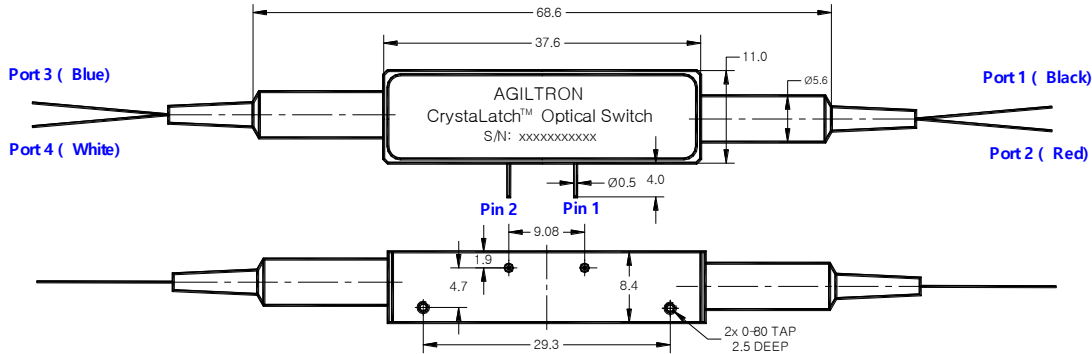 68.6
37.6
11.0
Port 3 ( Blue)
Port 1 ( Black)
Ø5.6
AGILTRON
CrystaLatch™ Optical Switch
S/N: xxxxxxxxxxx
Port 4 ( White)
Port 2 ( Red)
Ø0.5
4.0
Pin 2
Pin 1
9.08
1.9
4.7
8.4
2x 0-80 TAP
2.5 DEEP
29.3